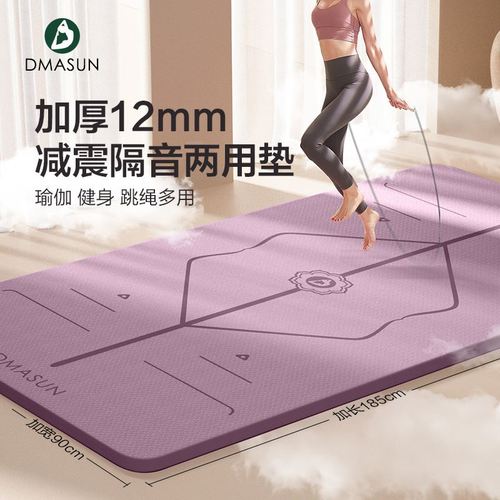 DMASUN
加厚12mm
减震隔音两用垫
瑜伽 健身 跳绳多用
DMASUN
加宽90cm
加长185cm